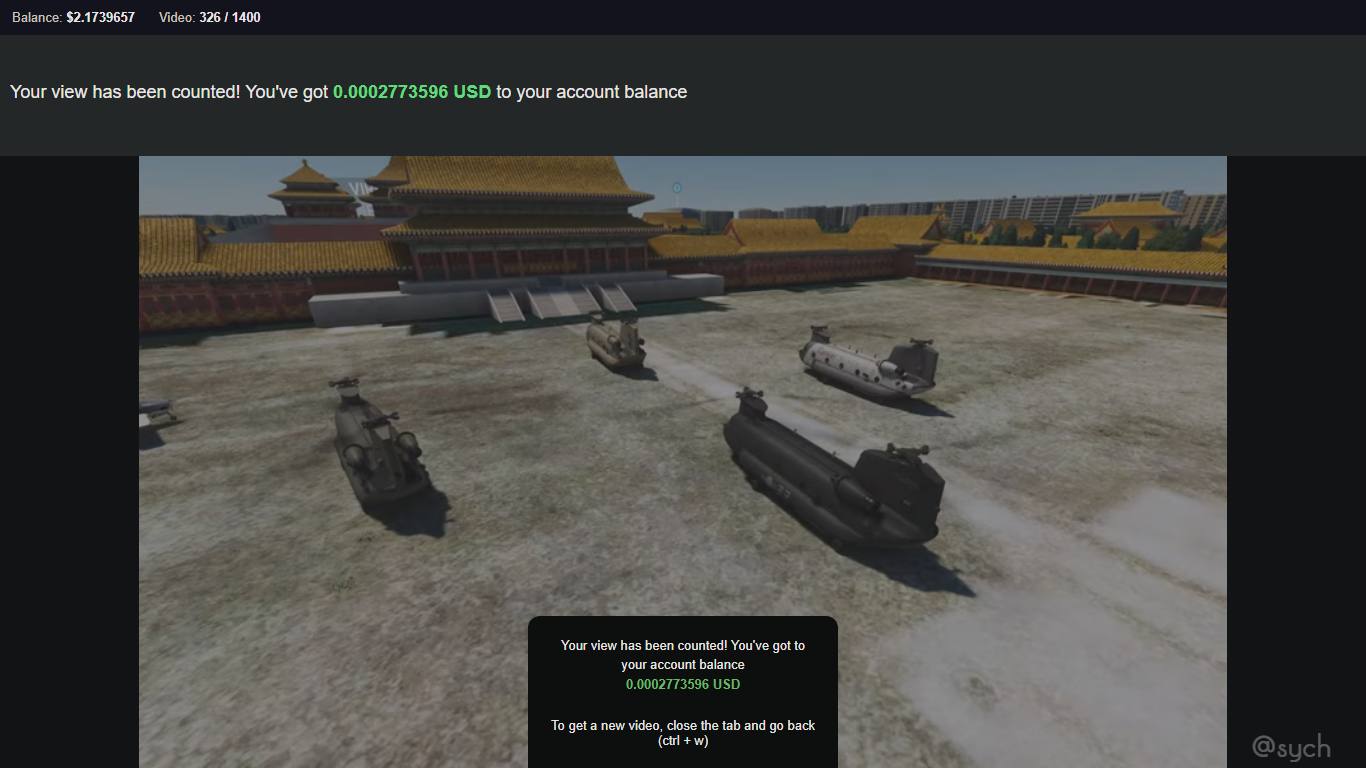 Balance: $2.1739657 Video: 326 / 1400
Your view has been counted! You've got 0.0002773596 USD to your account balance
Your view has been counted! You've got to
your account balance
0.0002773596 USD
To get a new video, close the tab and go back
(ctrl + w)
@sych